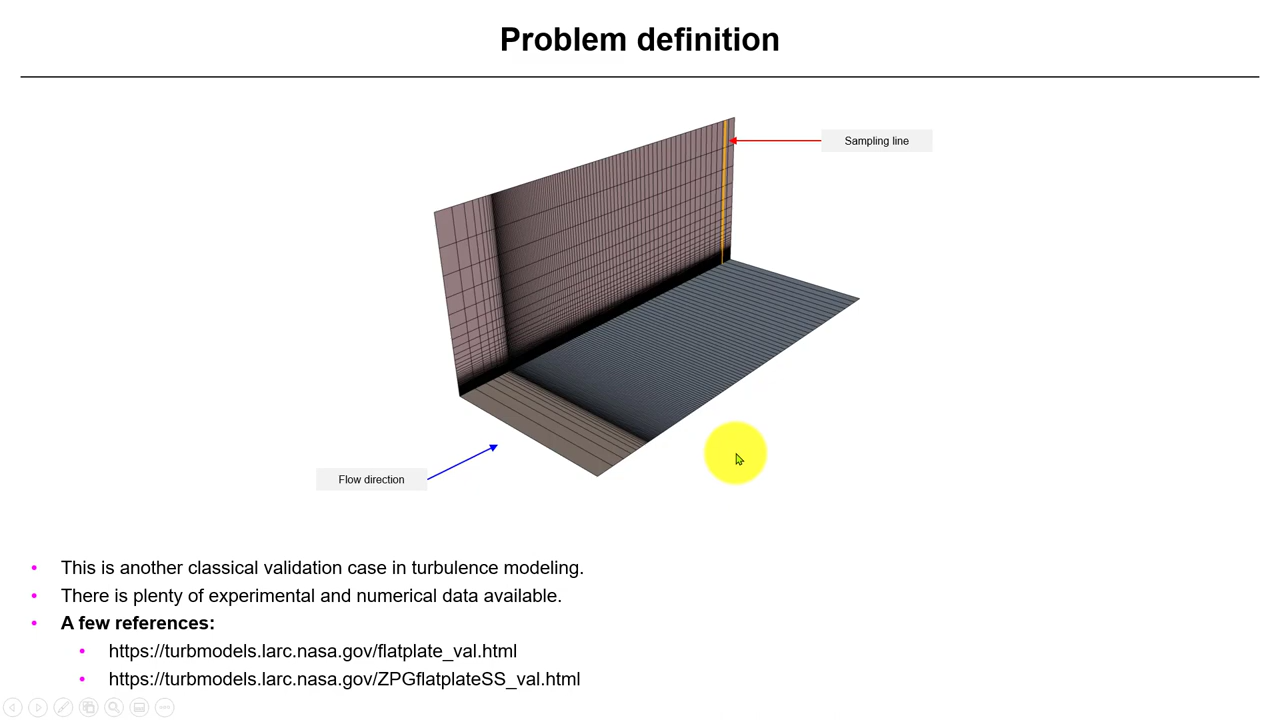 Problem definition
Sampling line
Flow direction
• This is another classical validation case in turbulence modeling.
• There is plenty of experimental and numerical data available.
• A few references:
• https://turbmodels.larc.nasa.gov/flatplate_val.html
• https://turbmodels.larc.nasa.gov/ZPGflatplateSS_val.html